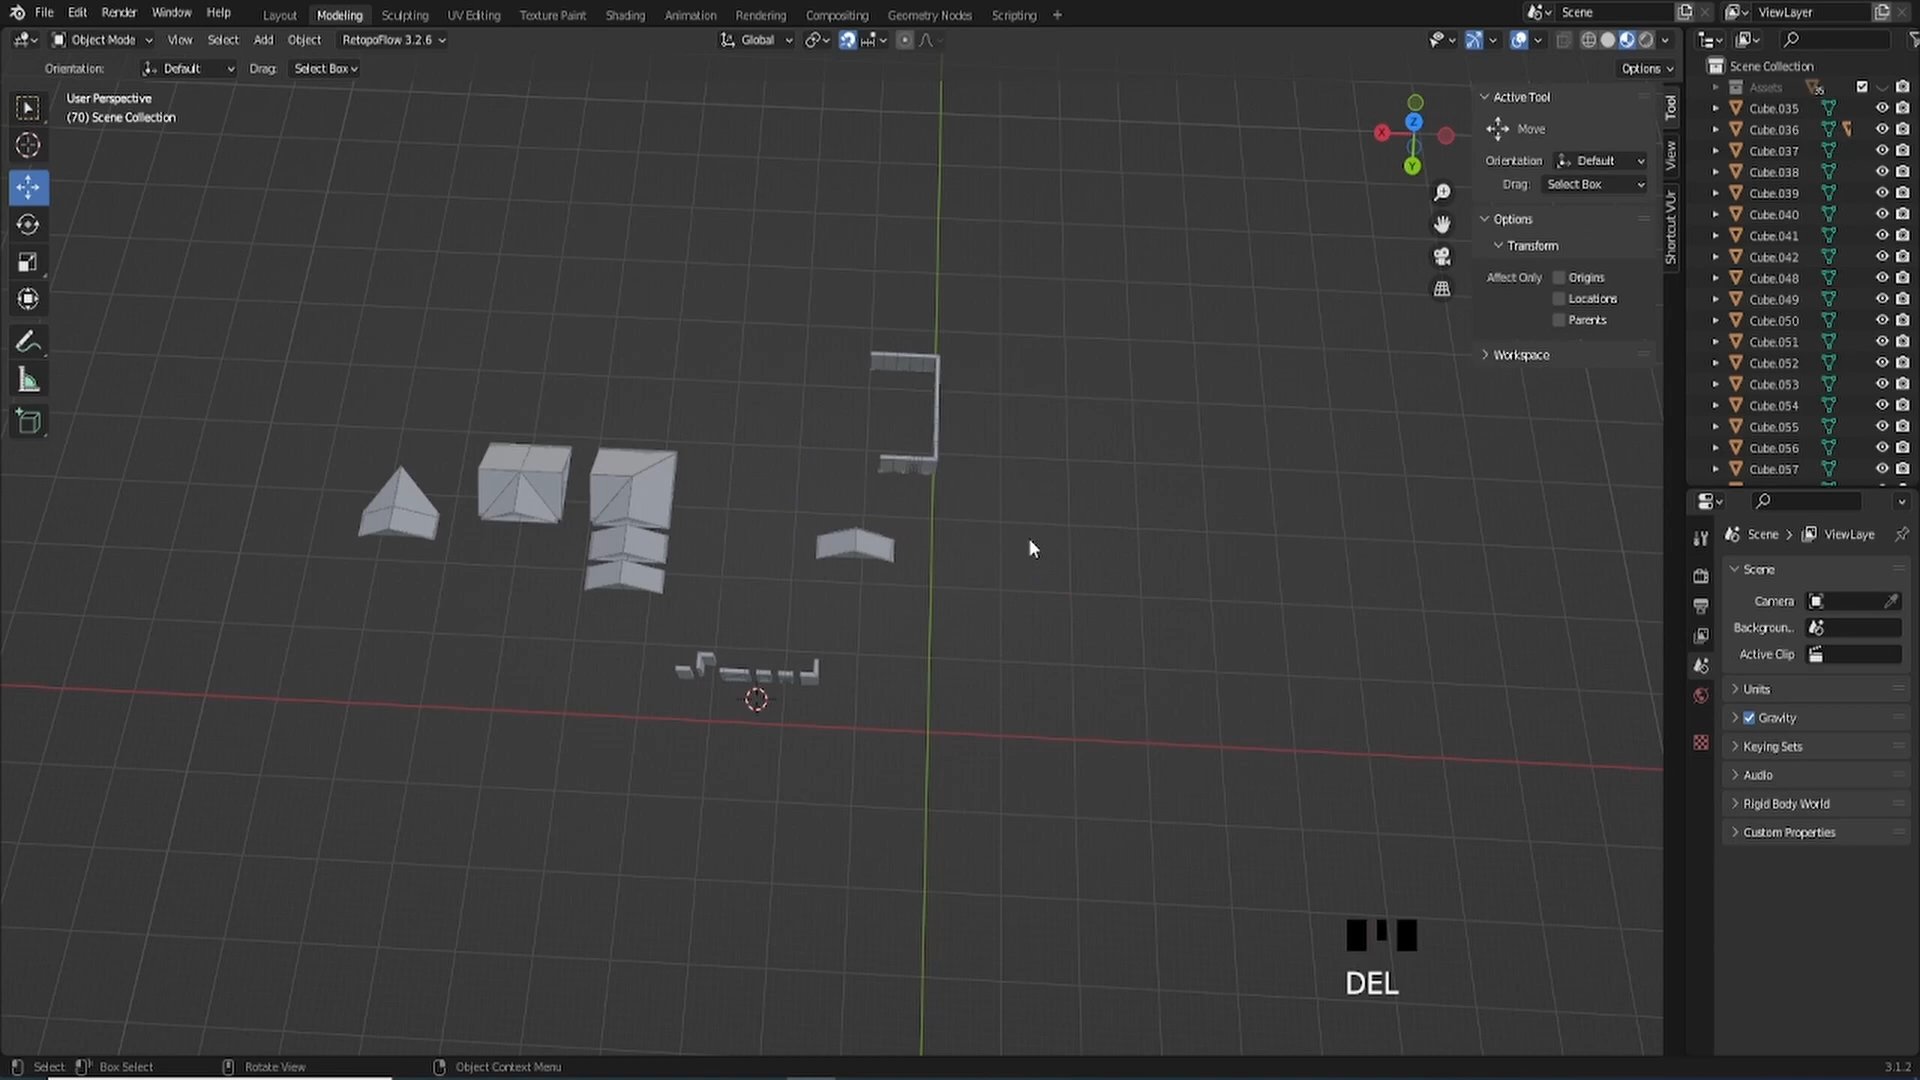 File Edit Render Window Help Layout Modeling Sculpting UV Editing Texture Paint Shading Animation Rendering Compositing Geometry Nodes Scripting + Scene ViewLayer
Object Mode View Select Add Object RetopoFlow 3.2.6 Global
Orientation: Default Drag: Select Box Options
User Perspective
(70) Scene Collection
X
Y
Z
Active Tool
Move
Orientation Default
Drag: Select Box
Options
Transform
Affect Only Origins
Locations
Parents
Workspace
Tool
View
Shortcut VUr
Scene Collection
Assets 35
Cube.035
Cube.036
Cube.037
Cube.038
Cube.039
Cube.040
Cube.041
Cube.042
Cube.048
Cube.049
Cube.050
Cube.051
Cube.052
Cube.053
Cube.054
Cube.055
Cube.056
Cube.057
Scene ViewLaye
Scene
Camera
Backgroun..
Active Clip
Units
Gravity
Keying Sets
Audio
Rigid Body World
Custom Properties
DEL
Select Box Select Rotate View Object Context Menu 3.1.2